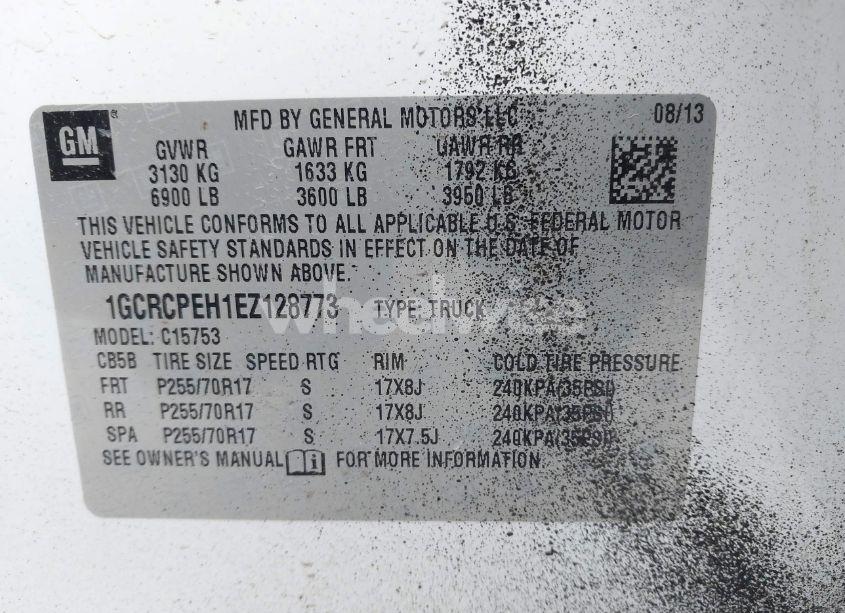 GM
MFD BY GENERAL MOTORS LLC 08/13
GVWR GAWR FRT GAWR RR
3130 KG 1633 KG 1792 KG
6900 LB 3600 LB 3950 LB
THIS VEHICLE CONFORMS TO ALL APPLICABLE U.S. FEDERAL MOTOR
VEHICLE SAFETY STANDARDS IN EFFECT ON THE DATE OF
MANUFACTURE SHOWN ABOVE.
1GCRCPEH1EZ128773 TYPE: TRUCK
wheelwise
MODEL: C15753
CB5B TIRE SIZE SPEED RTG RIM COLD TIRE PRESSURE
FRT P255/70R17 S 17X8J 240KPA(35PSI)
RR P255/70R17 S 17X8J 240KPA(35PSI)
SPA P255/70R17 S 17X7.5J 240KPA(35PSI)
SEE OWNER'S MANUAL FOR MORE INFORMATION.